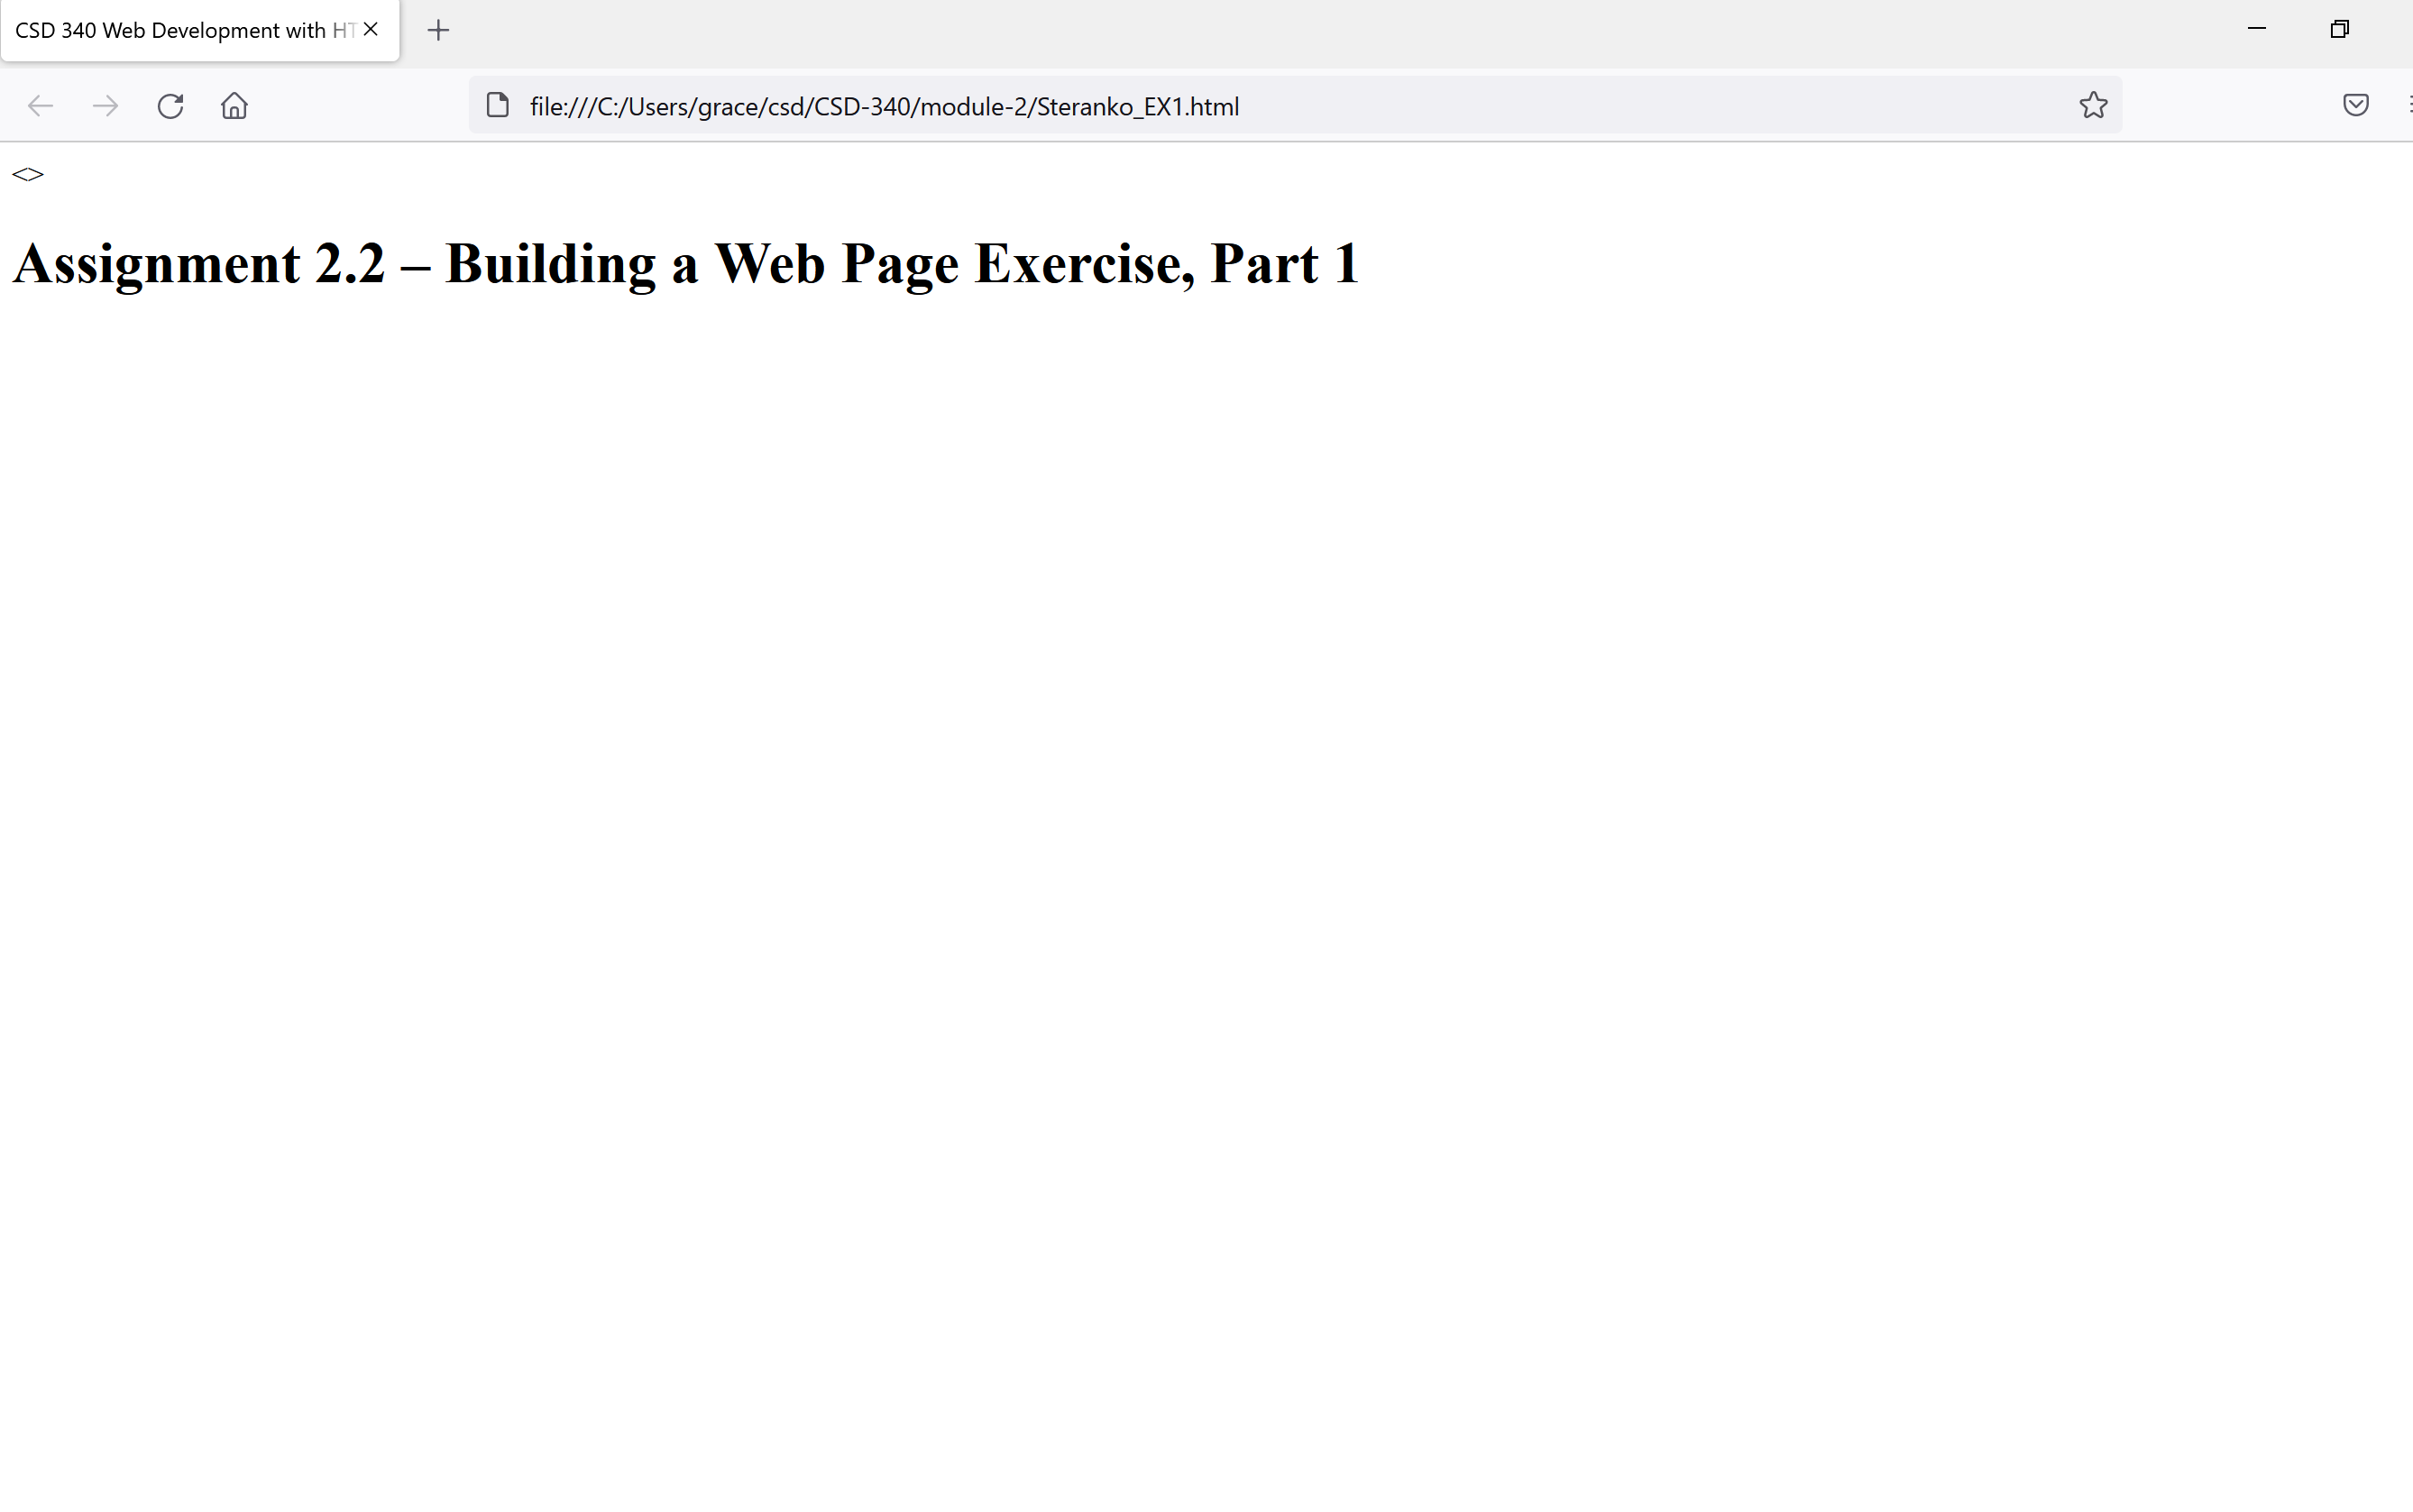 CSD 340 Web Development with HT
file:///C:/Users/grace/csd/CSD-340/module-2/Steranko_EX1.html
<>
Assignment 2.2 – Building a Web Page Exercise, Part 1